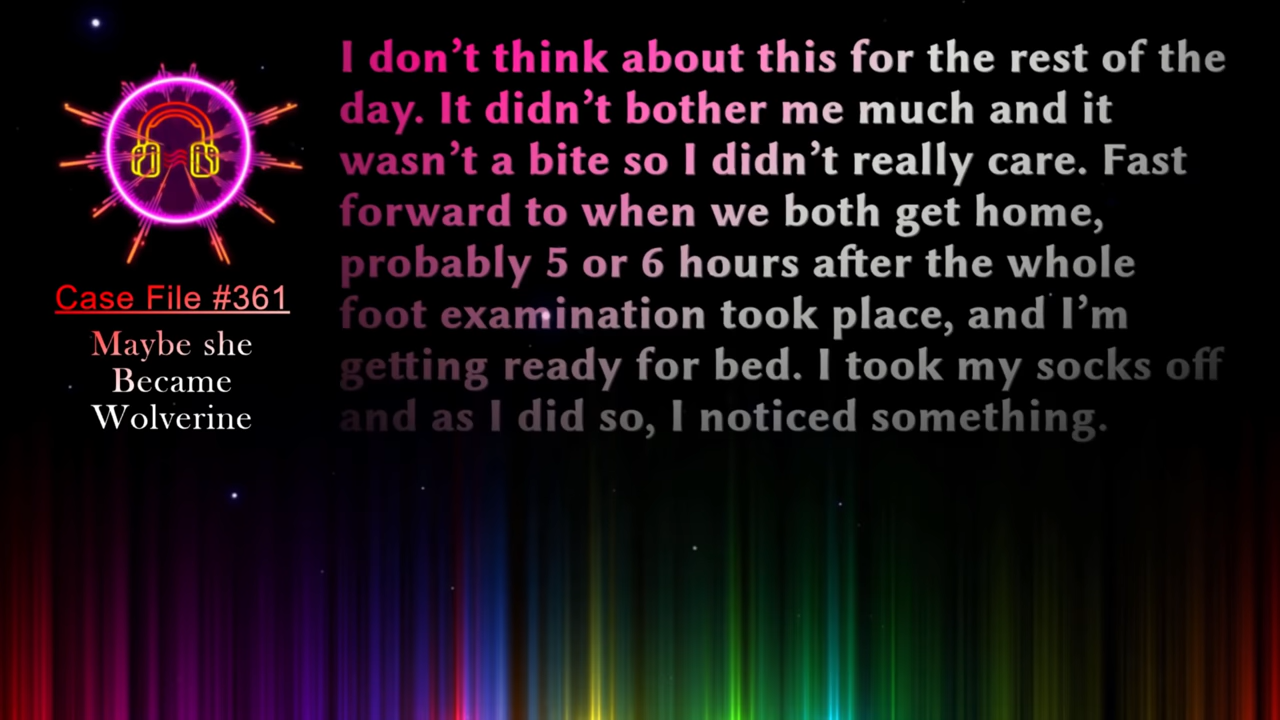 Case File #361
Maybe she
Became
Wolverine
I don’t think about this for the rest of the
day. It didn’t bother me much and it
wasn’t a bite so I didn’t really care. Fast
forward to when we both get home,
probably 5 or 6 hours after the whole
foot examination took place, and I’m
getting ready for bed. I took my socks off
and as I did so, I noticed something.